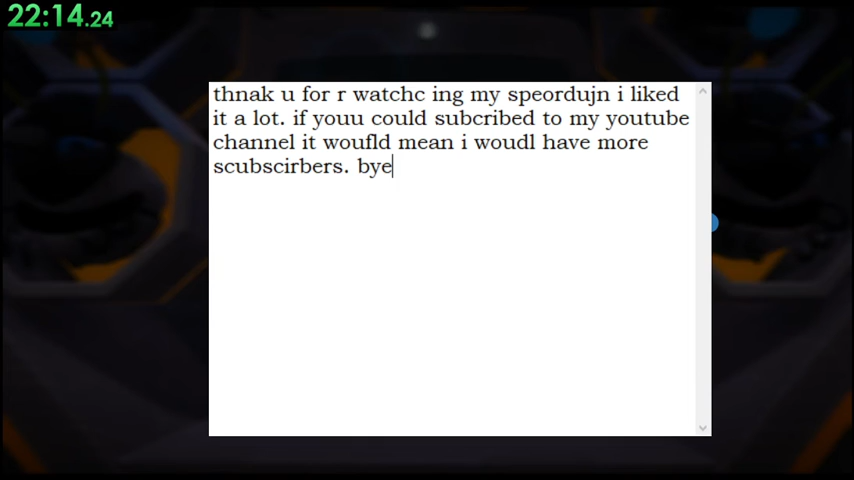 22:14.24
thnak u for r watchc ing my speordujn i liked
it a lot. if youu could subcribed to my youtube
channel it woufld mean i woudl have more
scubscirbers. bye